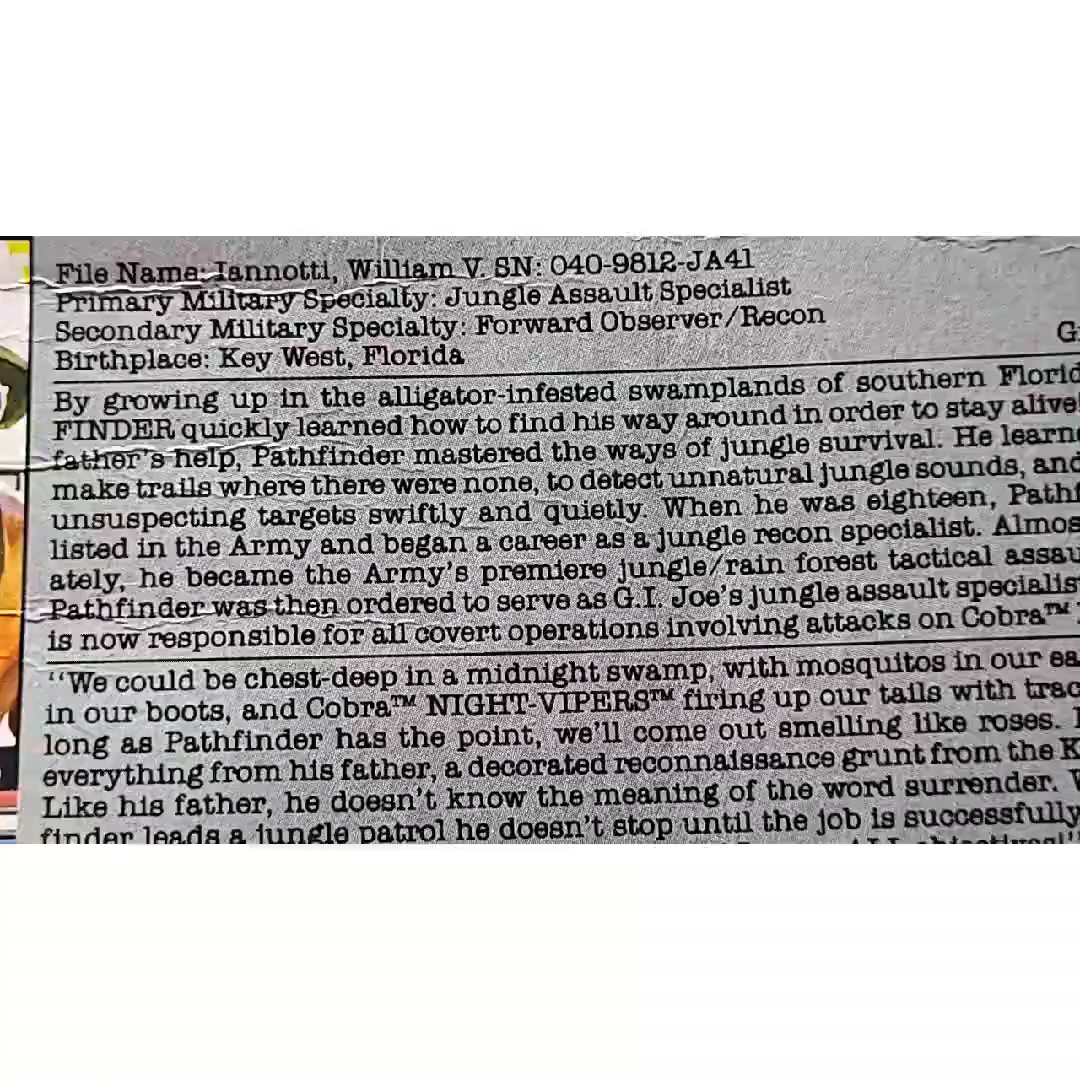 File Name: Iannotti, William V. SN: 040-9812-JA41
Primary Military Specialty: Jungle Assault Specialist
Secondary Military Specialty: Forward Observer/Recon
Birthplace: Key West, Florida
G.
By growing up in the alligator-infested swamplands of southern Florid
FINDER quickly learned how to find his way around in order to stay alive
father's help, Pathfinder mastered the ways of jungle survival. He learn
make trails where there were none, to detect unnatural jungle sounds, and
unsuspecting targets swiftly and quietly. When he was eighteen, Pathf
listed in the Army and began a career as a jungle recon specialist. Almos
ately, he became the Army's premiere jungle/rain forest tactical assau
Pathfinder was then ordered to serve as G.I. Joe's jungle assault specialis
is now responsible for all covert operations involving attacks on Cobra™
"We could be chest-deep in a midnight swamp, with mosquitos in our ea
in our boots, and Cobra™ NIGHT-VIPERS™ firing up our tails with trac
long as Pathfinder has the point, we'll come out smelling like roses.
everything from his father, a decorated reconnaissance grunt from the K
Like his father, he doesn't know the meaning of the word surrender.
finder leads a jungle patrol he doesn't stop until the job is successfully